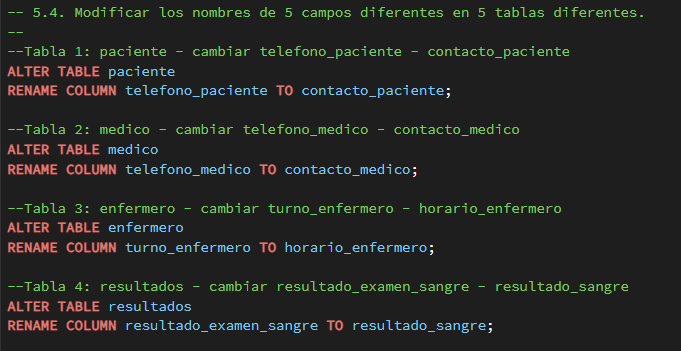 -- 5.4. Modificar los nombres de 5 campos diferentes en 5 tablas diferentes.
--
--Tabla 1: paciente - cambiar telefono_paciente - contacto_paciente
ALTER TABLE paciente
RENAME COLUMN telefono_paciente TO contacto_paciente;
--Tabla 2: medico - cambiar telefono_medico - contacto_medico
ALTER TABLE medico
RENAME COLUMN telefono_medico TO contacto_medico;
--Tabla 3: enfermero - cambiar turno_enfermero - horario_enfermero
ALTER TABLE enfermero
RENAME COLUMN turno_enfermero TO horario_enfermero;
--Tabla 4: resultados - cambiar resultado_examen_sangre - resultado_sangre
ALTER TABLE resultados
RENAME COLUMN resultado_examen_sangre TO resultado_sangre;